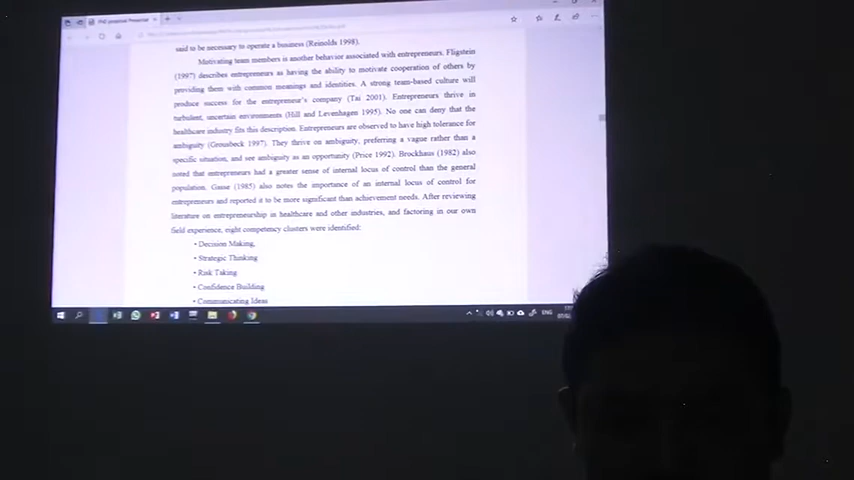 PhD proposal Presentat
said to be necessary to operate a business (Reinolds 1998).
Motivating team members is another behavior associated with entrepreneurs. Fligstein
(1997) describes entrepreneurs as having the ability to motivate cooperation of others by
providing them with common meanings and identities. A strong team-based culture will
produce success for the entrepreneur's company (Tai 2001). Entrepreneurs thrive in
turbulent, uncertain environments (Hill and Levenhagen 1995). No one can deny that the
healthcare industry fits this description. Entrepreneurs are observed to have high tolerance for
ambiguity (Grousbeck 1997). They thrive on ambiguity, preferring a vague rather than a
specific situation, and see ambiguity as an opportunity (Price 1992). Brockhaus (1982) also
noted that entrepreneurs had a greater sense of internal locus of control than the general
population. Gasse (1985) also notes the importance of an internal locus of control for
entrepreneurs and reported it to be more significant than achievement needs. After reviewing
literature on entrepreneurship in healthcare and other industries, and factoring in our own
field experience, eight competency clusters were identified:
• Decision Making,
• Strategic Thinking
• Risk Taking
• Confidence Building
• Communicating Ideas
ENG